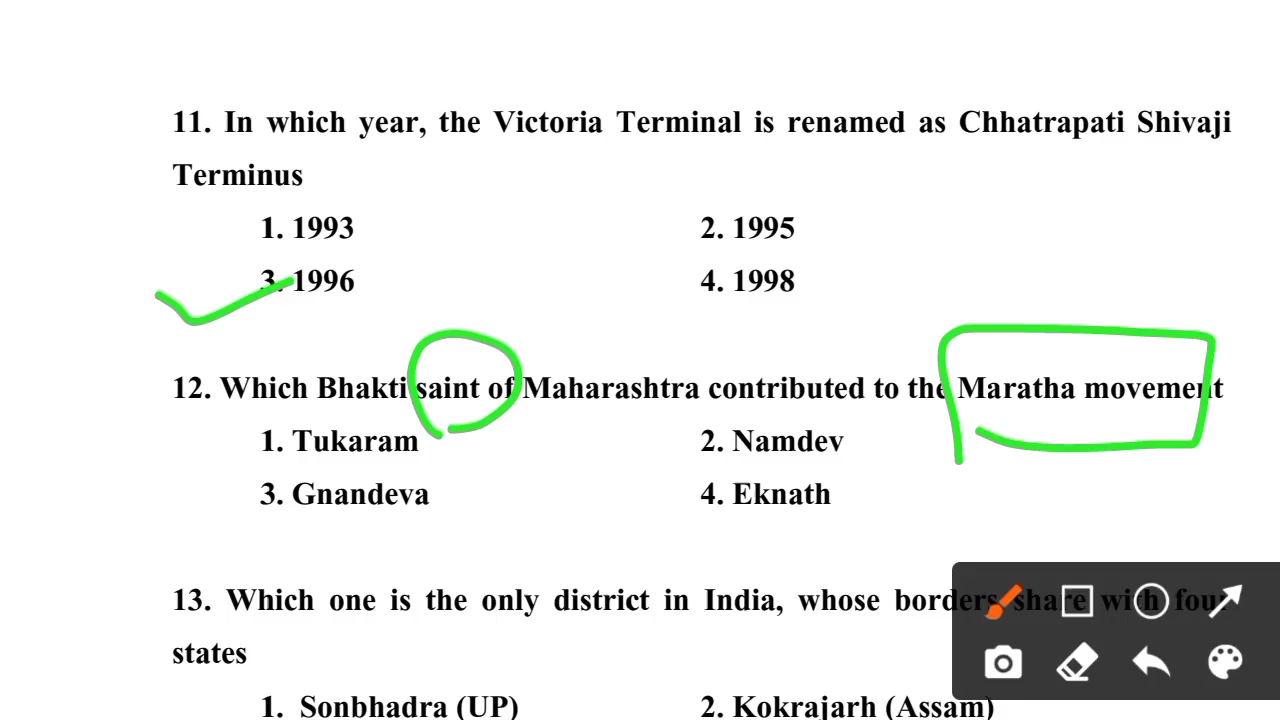 11. In which year, the Victoria Terminal is renamed as Chhatrapati Shivaji
Terminus
1. 1993 2. 1995
3. 1996 4. 1998
12. Which Bhakti saint of Maharashtra contributed to the Maratha movement
1. Tukaram 2. Namdev
3. Gnandeva 4. Eknath
13. Which one is the only district in India, whose borders share with four
states
1. Sonbhadra (UP) 2. Kokrajarh (Assam)